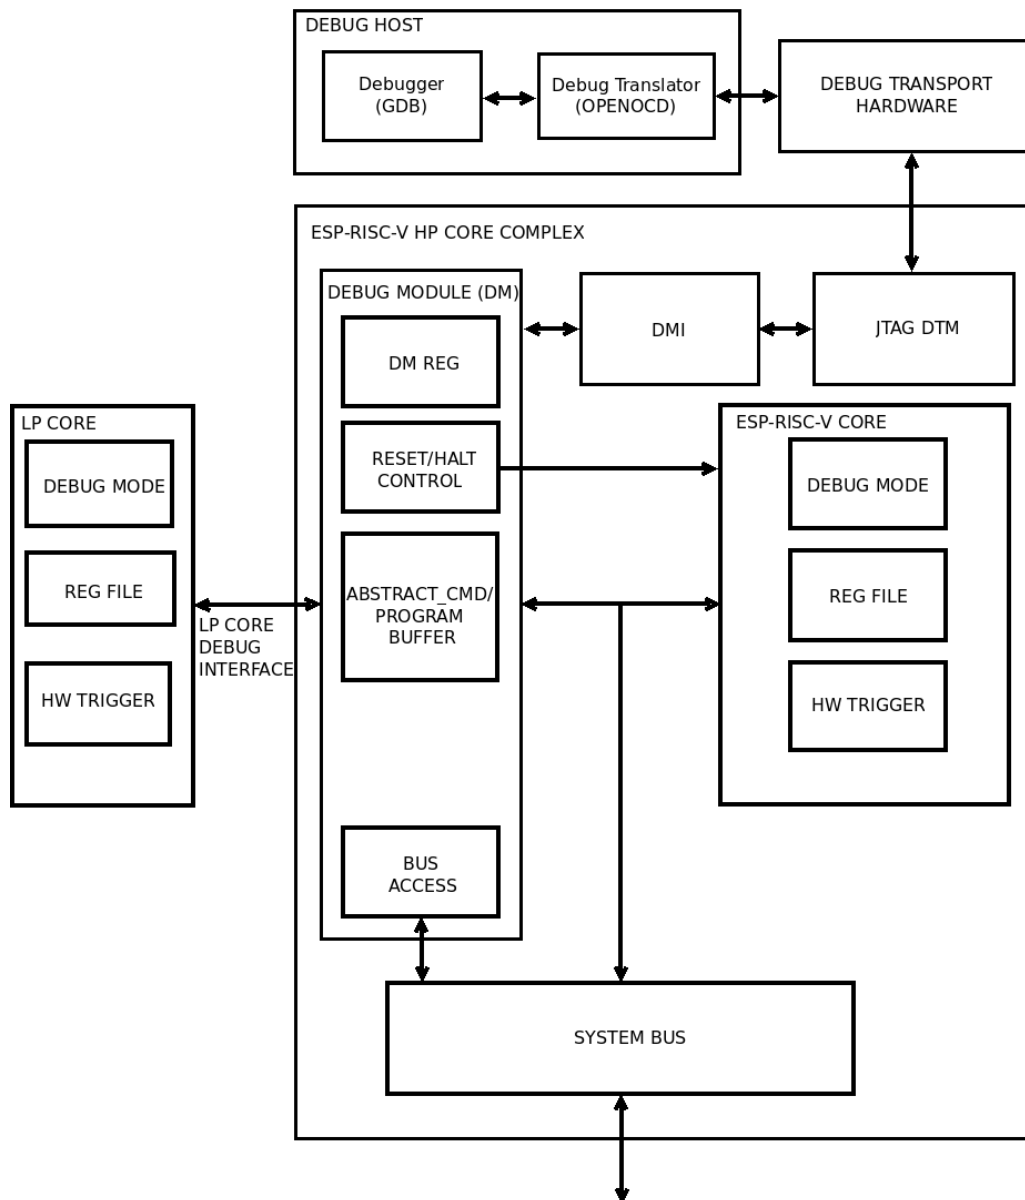 DEBUG HOST
Debugger
(GDB)
Debug Translator
(OPENOCD)
DEBUG TRANSPORT
HARDWARE
ESP-RISC-V HP CORE COMPLEX
DEBUG MODULE (DM)
DM REG
DMI
JTAG DTM
RESET/HALT
CONTROL
ABSTRACT_CMD/
PROGRAM
BUFFER
BUS
ACCESS
LP CORE
DEBUG MODE
REG FILE
HW TRIGGER
LP CORE
DEBUG
INTERFACE
ESP-RISC-V CORE
DEBUG MODE
REG FILE
HW TRIGGER
SYSTEM BUS